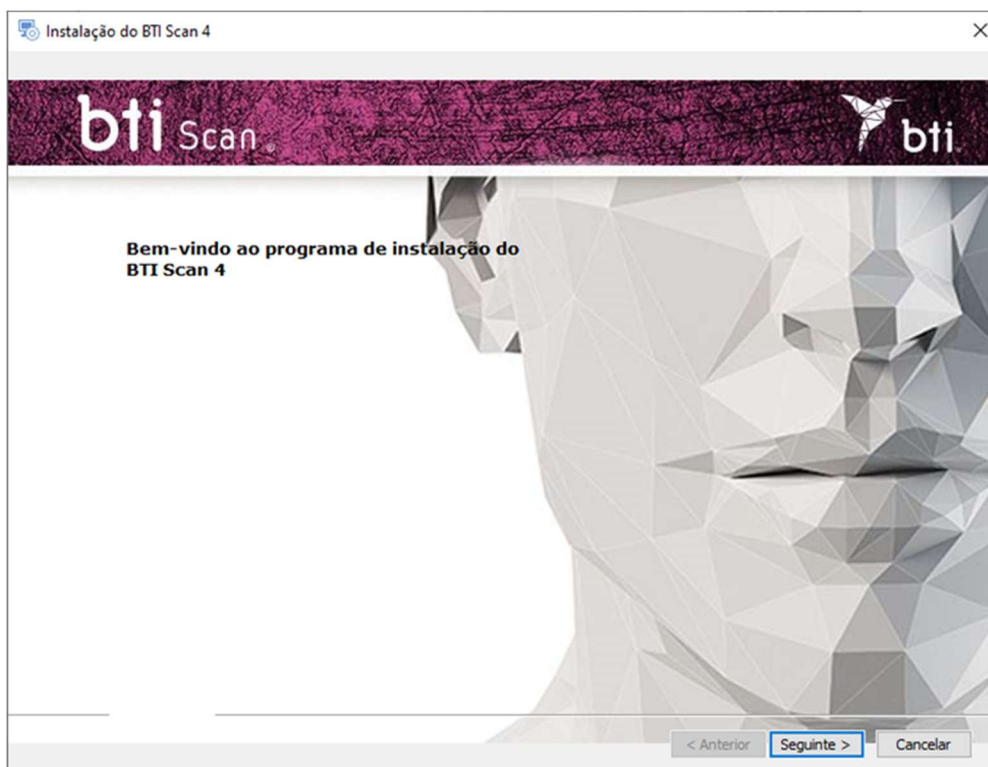 Instalação do BTI Scan 4
bti Scan®
bti™
Bem-vindo ao programa de instalação do
BTI Scan 4
< Anterior
Seguinte >
Cancelar